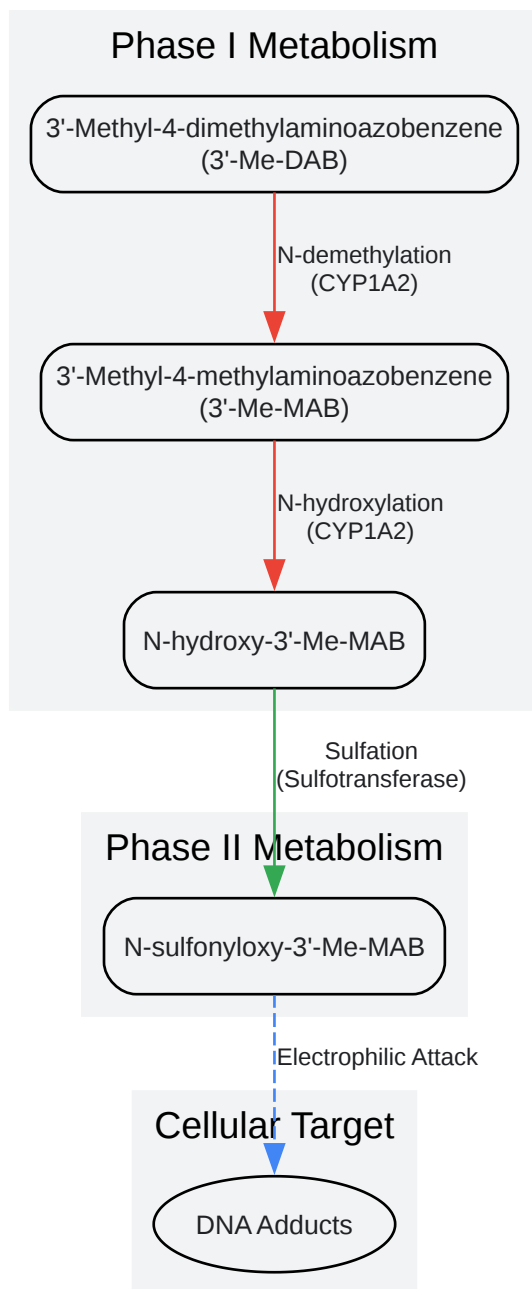 Phase I Metabolism
3'-Methyl-4-dimethylaminoazobenzene
(3'-Me-DAB)
N-demethylation
(CYP1A2)
3'-Methyl-4-methylaminoazobenzene
(3'-Me-MAB)
N-hydroxylation
(CYP1A2)
N-hydroxy-3'-Me-MAB
Sulfation
(Sulfotransferase)
Phase II Metabolism
N-sulfonyloxy-3'-Me-MAB
Electrophilic Attack
Cellular Target
DNA Adducts